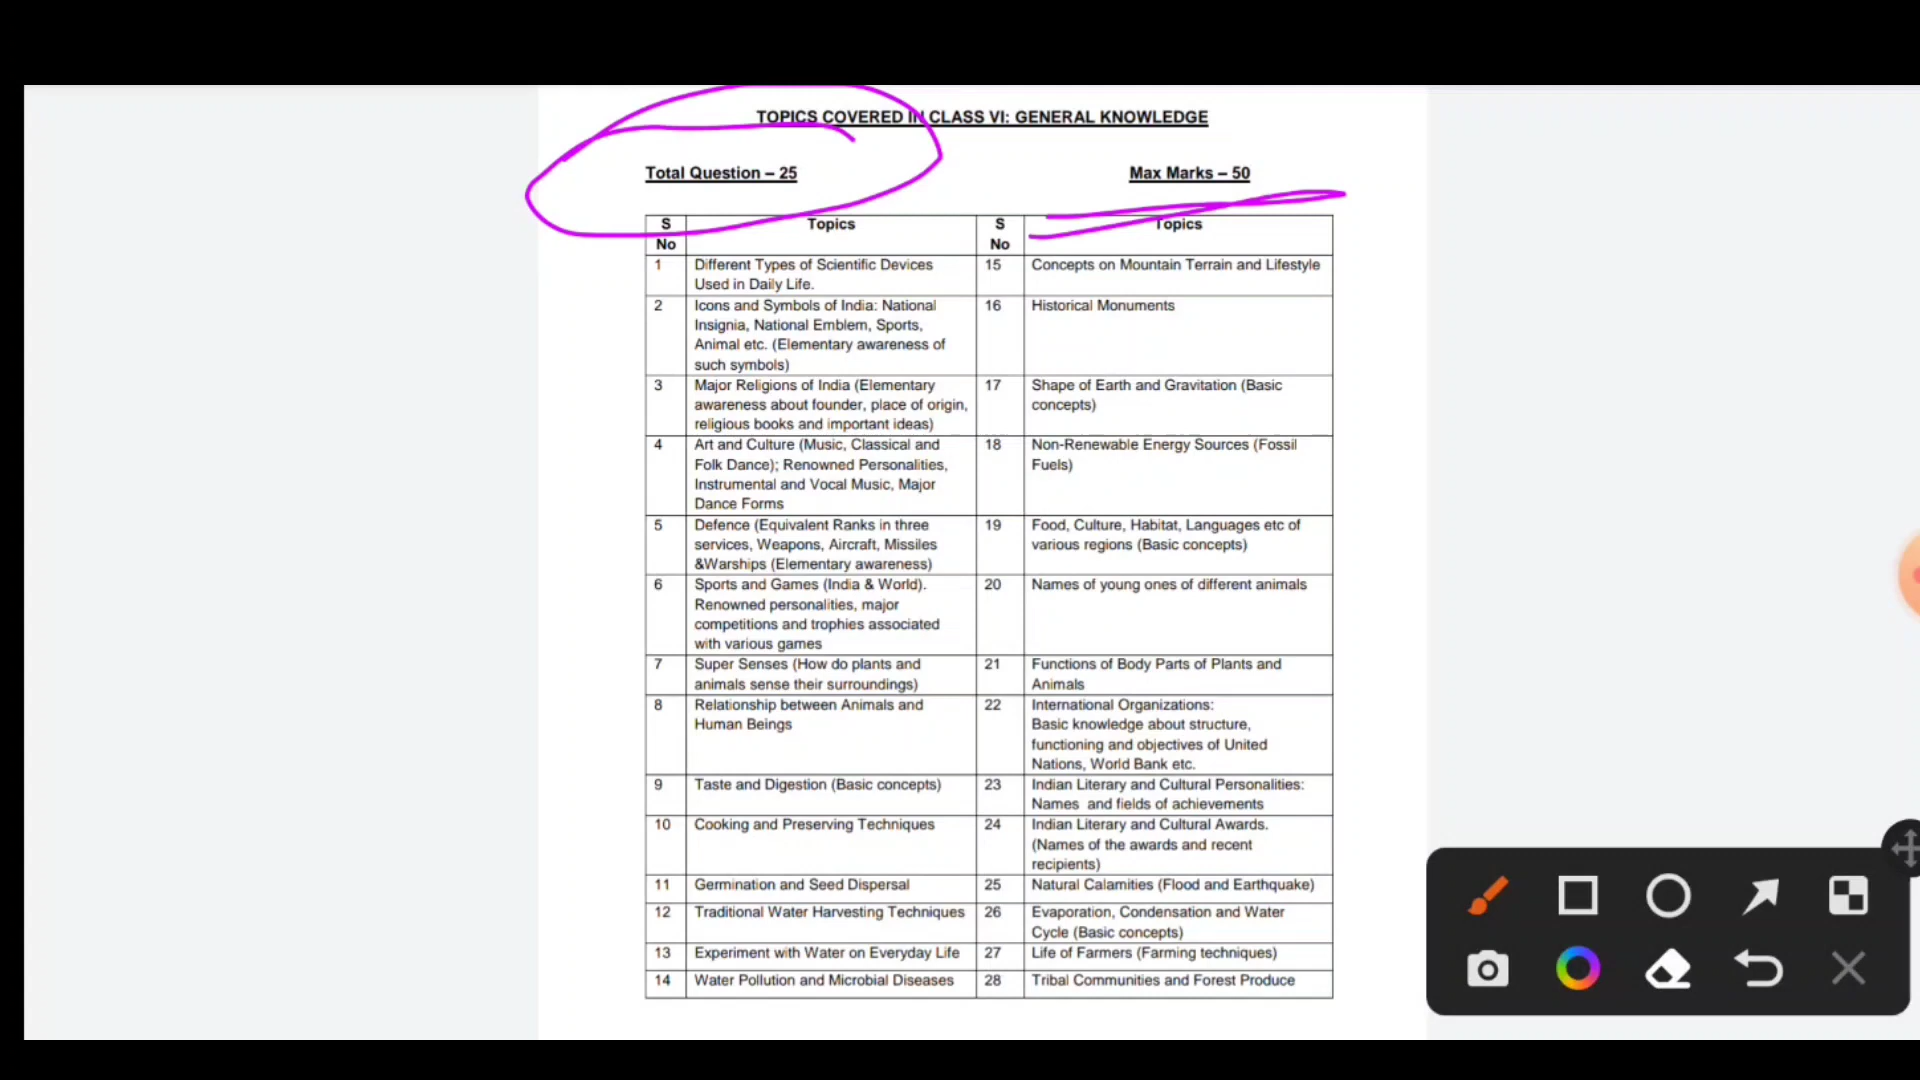 TOPICS COVERED IN CLASS VI: GENERAL KNOWLEDGE
Total Question – 25
Max Marks – 50
S No
Topics
S No
Topics
1
Different Types of Scientific Devices
Used in Daily Life.
15
Concepts on Mountain Terrain and Lifestyle
2
Icons and Symbols of India: National
Insignia, National Emblem, Sports,
Animal etc. (Elementary awareness of
such symbols)
16
Historical Monuments
3
Major Religions of India (Elementary
awareness about founder, place of origin,
religious books and important ideas)
17
Shape of Earth and Gravitation (Basic
concepts)
4
Art and Culture (Music, Classical and
Folk Dance); Renowned Personalities,
Instrumental and Vocal Music, Major
Dance Forms
18
Non-Renewable Energy Sources (Fossil
Fuels)
5
Defence (Equivalent Ranks in three
services, Weapons, Aircraft, Missiles
&Warships (Elementary awareness)
19
Food, Culture, Habitat, Languages etc of
various regions (Basic concepts)
6
Sports and Games (India & World).
Renowned personalities, major
competitions and trophies associated
with various games
20
Names of young ones of different animals
7
Super Senses (How do plants and
animals sense their surroundings)
21
Functions of Body Parts of Plants and
Animals
8
Relationship between Animals and
Human Beings
22
International Organizations:
Basic knowledge about structure,
functioning and objectives of United
Nations, World Bank etc.
9
Taste and Digestion (Basic concepts)
23
Indian Literary and Cultural Personalities:
Names and fields of achievements
10
Cooking and Preserving Techniques
24
Indian Literary and Cultural Awards.
(Names of the awards and recent
recipients)
11
Germination and Seed Dispersal
25
Natural Calamities (Flood and Earthquake)
12
Traditional Water Harvesting Techniques
26
Evaporation, Condensation and Water
Cycle (Basic concepts)
13
Experiment with Water on Everyday Life
27
Life of Farmers (Farming techniques)
14
Water Pollution and Microbial Diseases
28
Tribal Communities and Forest Produce